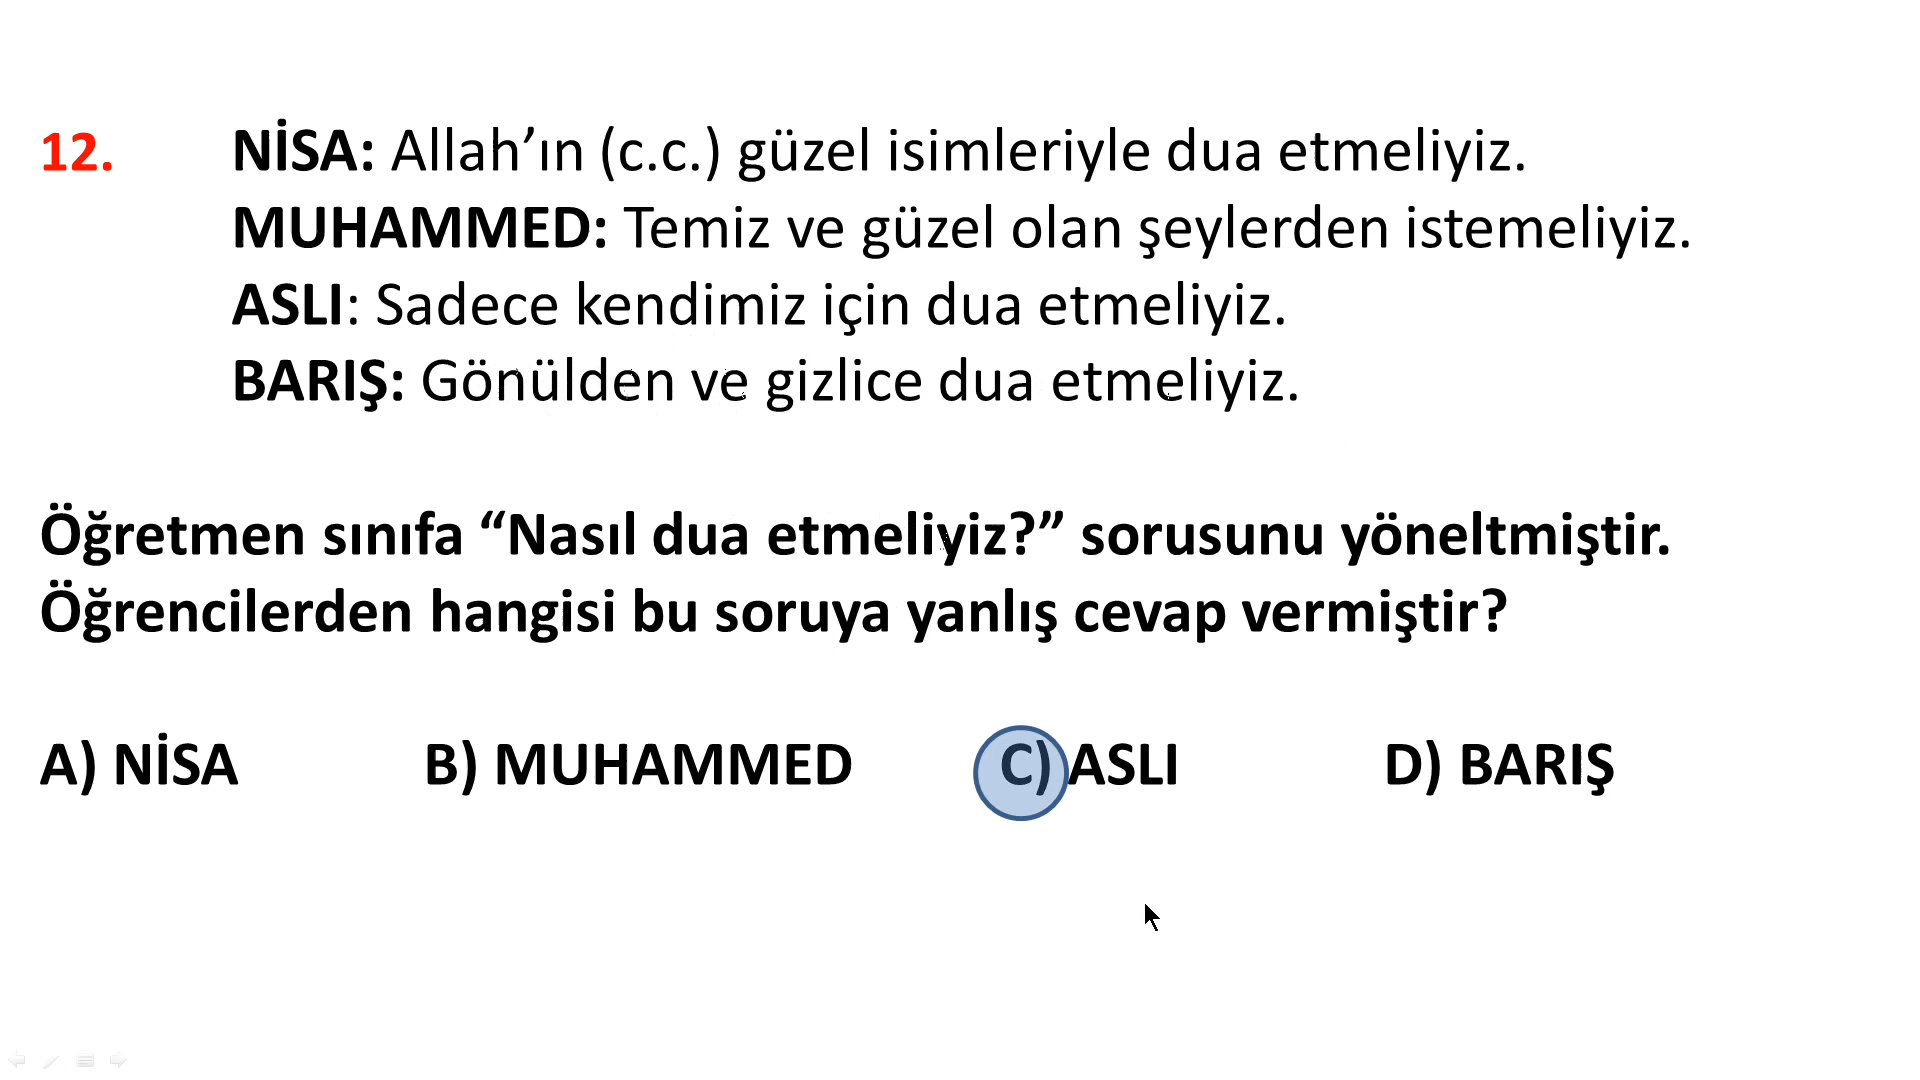 12. NİSA: Allah’ın (c.c.) güzel isimleriyle dua etmeliyiz.
MUHAMMED: Temiz ve güzel olan şeylerden istemeliyiz.
ASLI: Sadece kendimiz için dua etmeliyiz.
BARIŞ: Gönülden ve gizlice dua etmeliyiz.
Öğretmen sınıfa “Nasıl dua etmeliyiz?” sorusunu yöneltmiştir.
Öğrencilerden hangisi bu soruya yanlış cevap vermiştir?
A) NİSA B) MUHAMMED C) ASLI D) BARIŞ